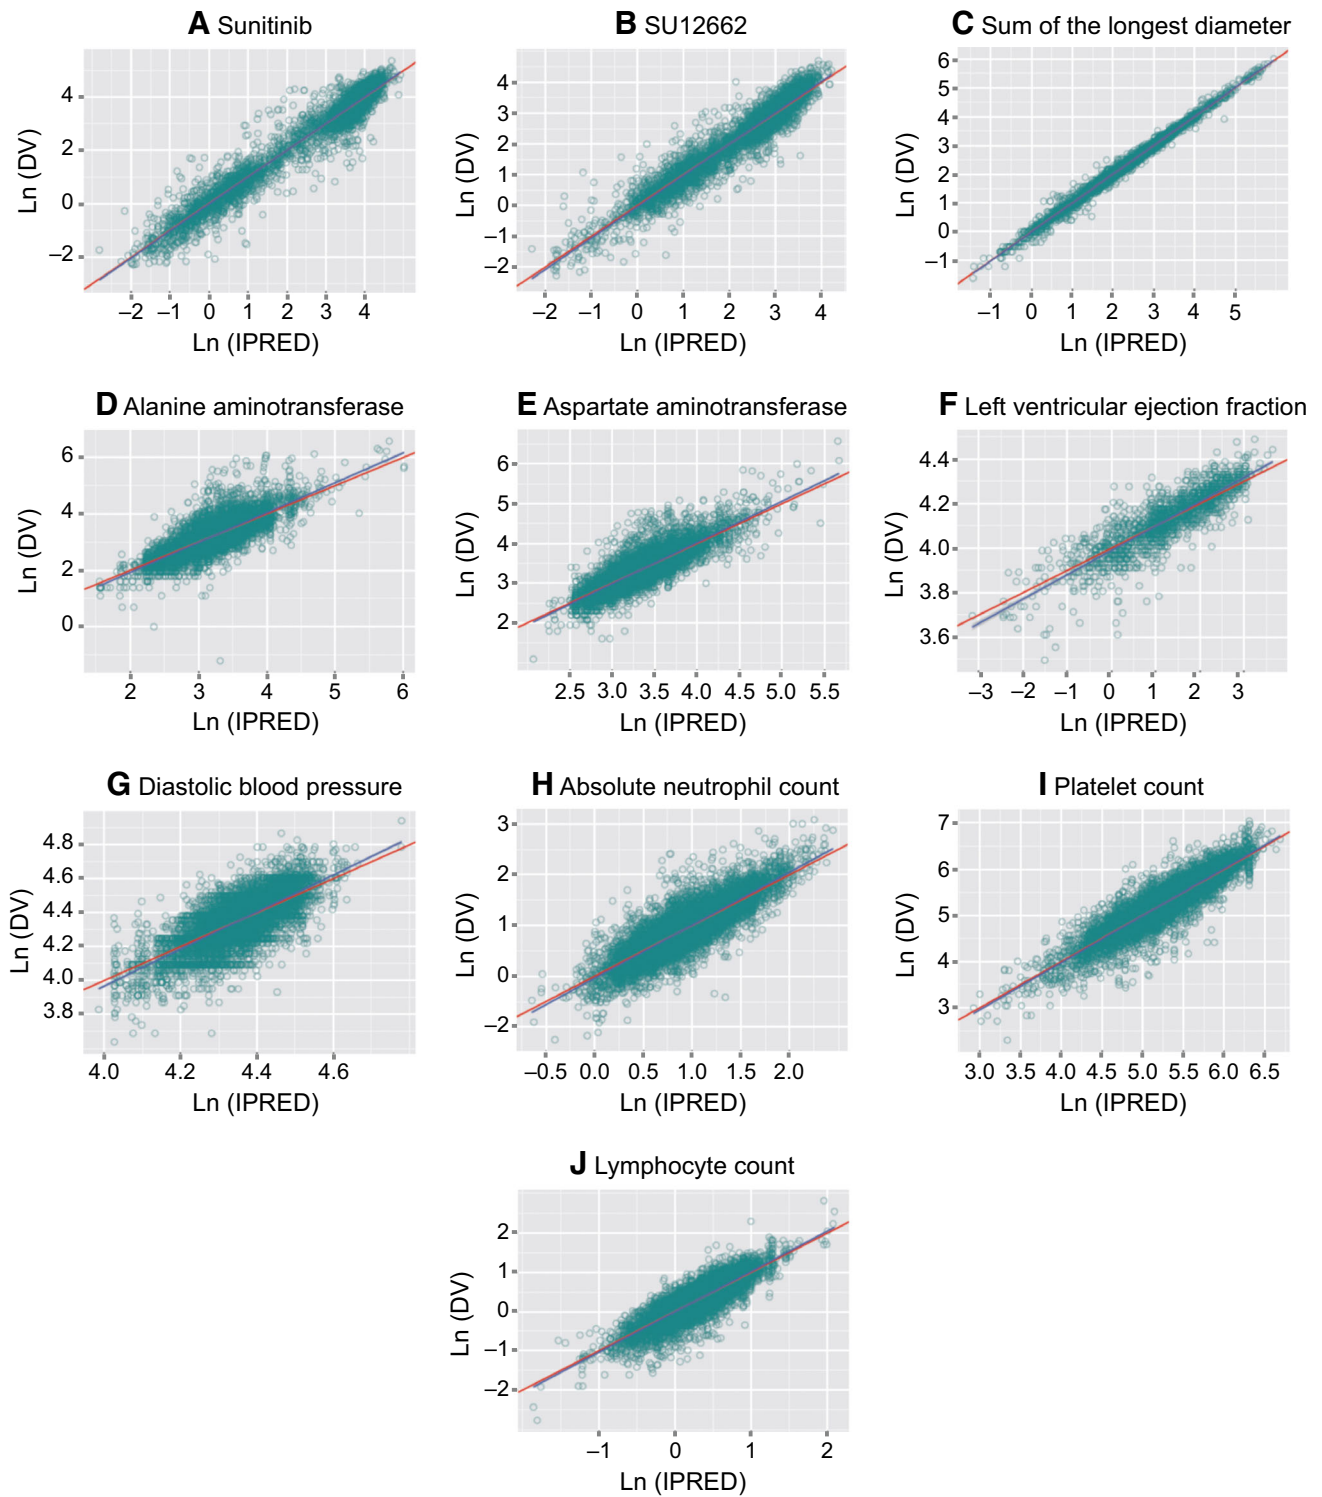 A Sunitinib
B SU12662
C Sum of the longest diameter
Ln (DV)
4
2
0
–2
–2 –1 0 1 2 3 4
Ln (IPRED)
Ln (DV)
4
3
2
1
0
–1
–2
–2 –1 0 1 2 3 4
Ln (IPRED)
Ln (DV)
6
5
4
3
2
1
0
–1
–1 0 1 2 3 4 5
Ln (IPRED)
D Alanine aminotransferase
E Aspartate aminotransferase
F Left ventricular ejection fraction
Ln (DV)
6
4
2
0
2 3 4 5 6
Ln (IPRED)
Ln (DV)
6
5
4
3
2
2.5 3.0 3.5 4.0 4.5 5.0 5.5
Ln (IPRED)
Ln (DV)
4.4
4.2
4.0
3.8
3.6
–3 –2 –1 0 1 2 3
Ln (IPRED)
G Diastolic blood pressure
H Absolute neutrophil count
I Platelet count
Ln (DV)
4.8
4.6
4.4
4.2
4.0
3.8
4.0 4.2 4.4 4.6
Ln (IPRED)
Ln (DV)
3
2
1
0
–2
–0.5 0.0 0.5 1.0 1.5 2.0
Ln (IPRED)
Ln (DV)
7
6
5
4
3
3.0 3.5 4.0 4.5 5.0 5.5 6.0 6.5
Ln (IPRED)
J Lymphocyte count
Ln (DV)
2
1
0
–1
–2
–1 0 1 2
Ln (IPRED)